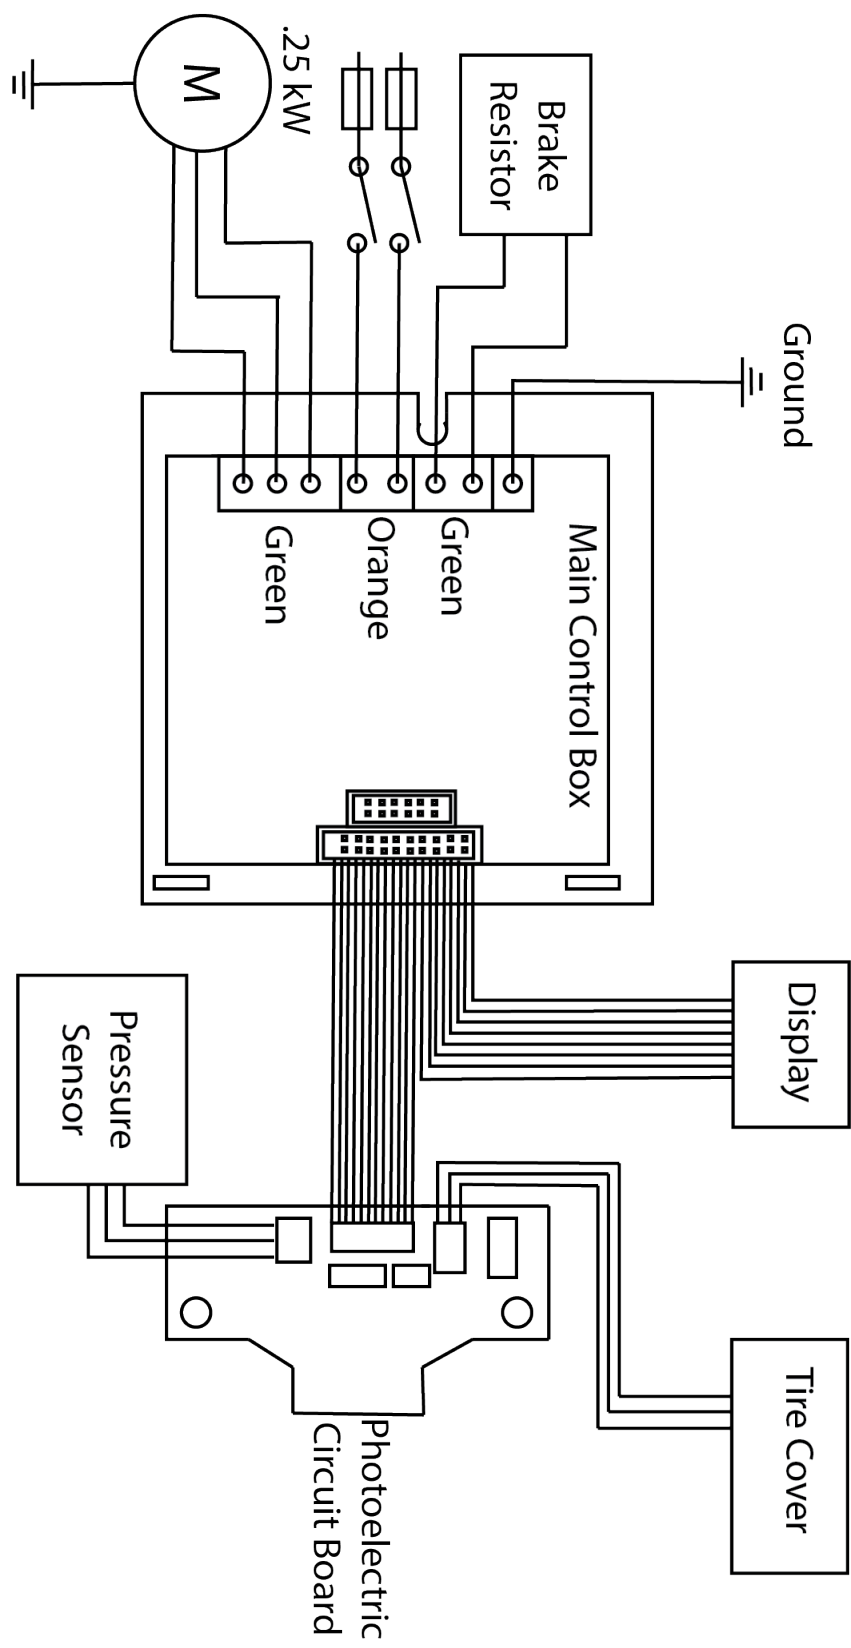 M
.25 kW
Brake
Resistor
Ground
Green
Orange
Green
Main Control Box
Display
Pressure
Sensor
Tire Cover
Photoelectric
Circuit Board